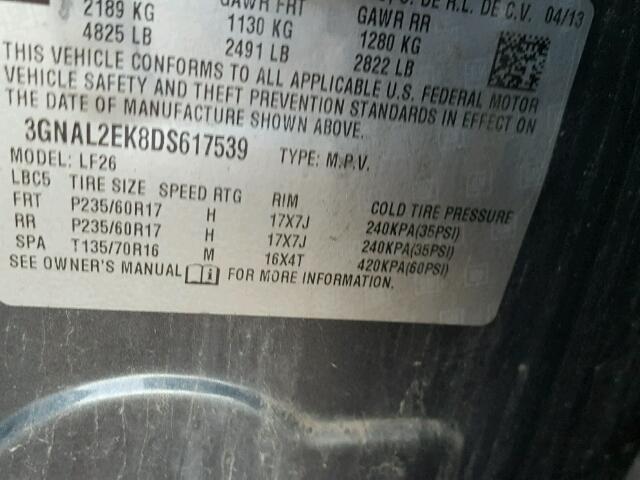 DE R.L. DE C.V. 04/13
GAWR FRT GAWR RR
2189 KG 1130 KG 1280 KG
4825 LB 2491 LB 2822 LB
THIS VEHICLE CONFORMS TO ALL APPLICABLE U.S. FEDERAL MOTOR
VEHICLE SAFETY AND THEFT PREVENTION STANDARDS IN EFFECT ON
THE DATE OF MANUFACTURE SHOWN ABOVE.
3GNAL2EK8DS617539 TYPE: M.P.V.
MODEL: LF26
LBC5 TIRE SIZE SPEED RTG RIM COLD TIRE PRESSURE
FRT P235/60R17 H 17X7J 240KPA(35PSI)
RR P235/60R17 H 17X7J 240KPA(35PSI)
SPA T135/70R16 M 16X4T 420KPA(60PSI)
SEE OWNER'S MANUAL FOR MORE INFORMATION.